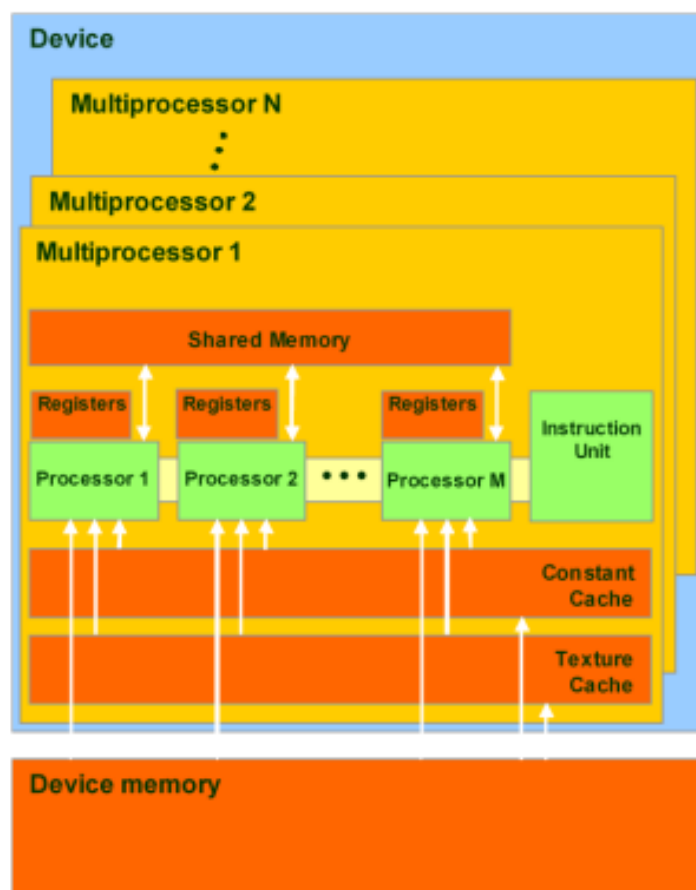 Device
Multiprocessor N
Multiprocessor 2
Multiprocessor 1
Shared Memory
Registers
Registers
Registers
Instruction
Unit
Processor 1
Processor 2
Processor M
Constant
Cache
Texture
Cache
Device memory